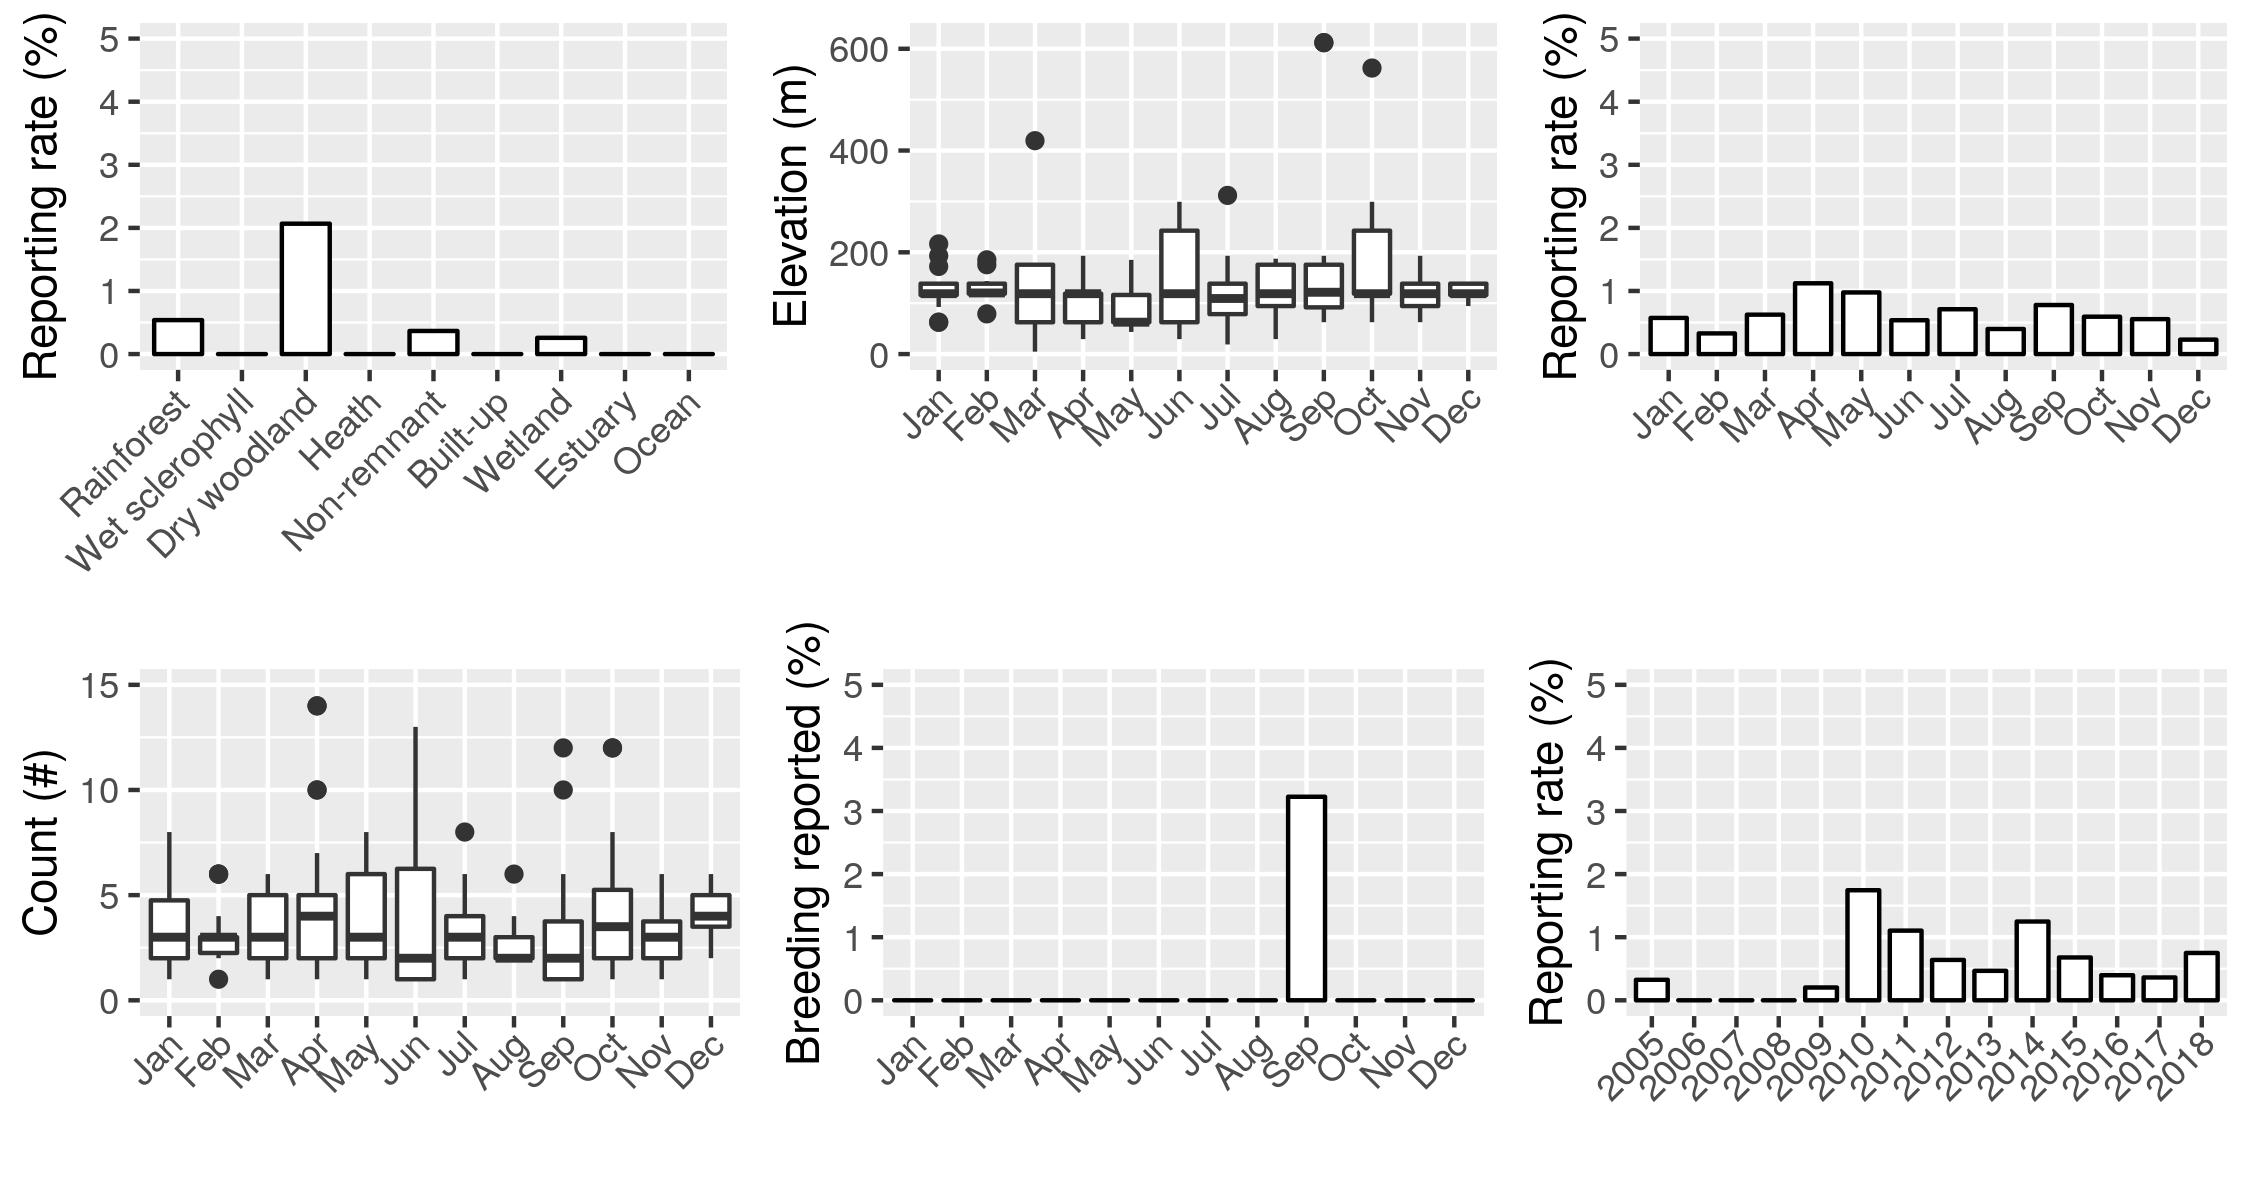 Reporting rate (%)
5
4
3
2
1
0
Rainforest
Wet sclerophyll
Dry woodland
Heath
Non-remnant
Built-up
Wetland
Estuary
Ocean
Elevation (m)
600
400
200
0
Jan
Feb
Mar
Apr
May
Jun
Jul
Aug
Sep
Oct
Nov
Dec
Reporting rate (%)
5
4
3
2
1
0
Jan
Feb
Mar
Apr
May
Jun
Jul
Aug
Sep
Oct
Nov
Dec
Count (#)
15
10
5
0
Jan
Feb
Mar
Apr
May
Jun
Jul
Aug
Sep
Oct
Nov
Dec
Breeding reported (%)
5
4
3
2
1
0
Jan
Feb
Mar
Apr
May
Jun
Jul
Aug
Sep
Oct
Nov
Dec
Reporting rate (%)
5
4
3
2
1
0
2005
2006
2007
2008
2009
2010
2011
2012
2013
2014
2015
2016
2017
2018